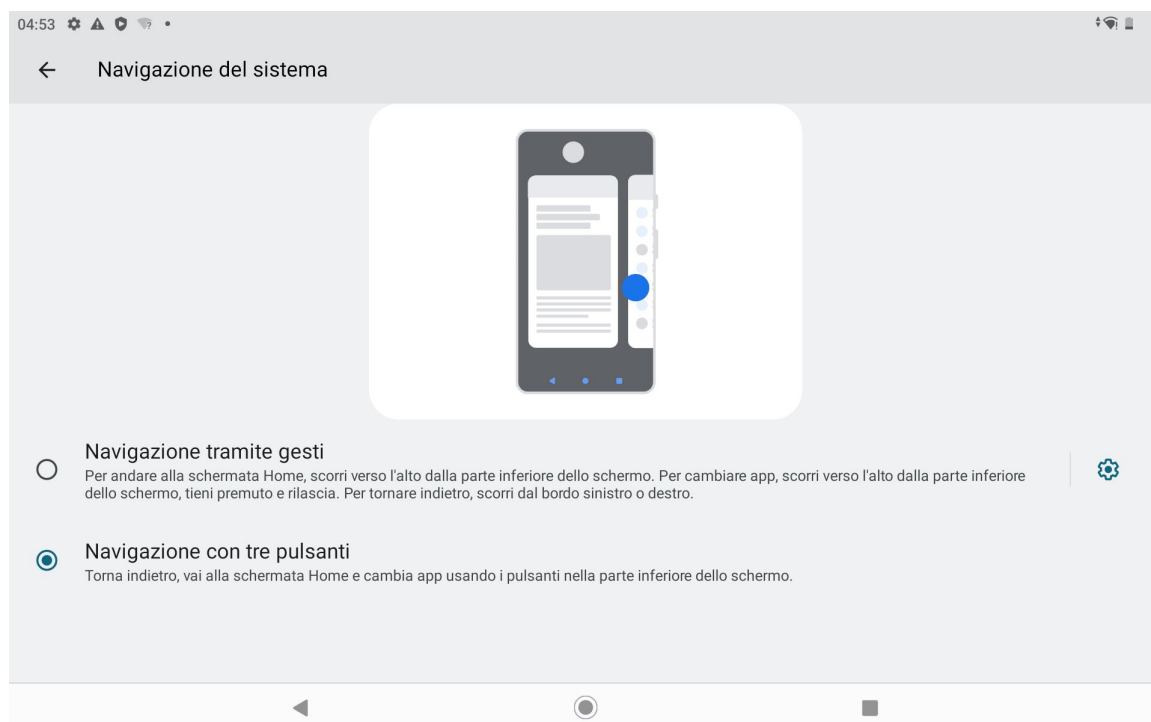 04:53
Navigazione del sistema
Navigazione tramite gesti
Per andare alla schermata Home, scorri verso l'alto dalla parte inferiore dello schermo. Per cambiare app, scorri verso l'alto dalla parte inferiore
dello schermo, tieni premuto e rilascia. Per tornare indietro, scorri dal bordo sinistro o destro.
Navigazione con tre pulsanti
Torna indietro, vai alla schermata Home e cambia app usando i pulsanti nella parte inferiore dello schermo.